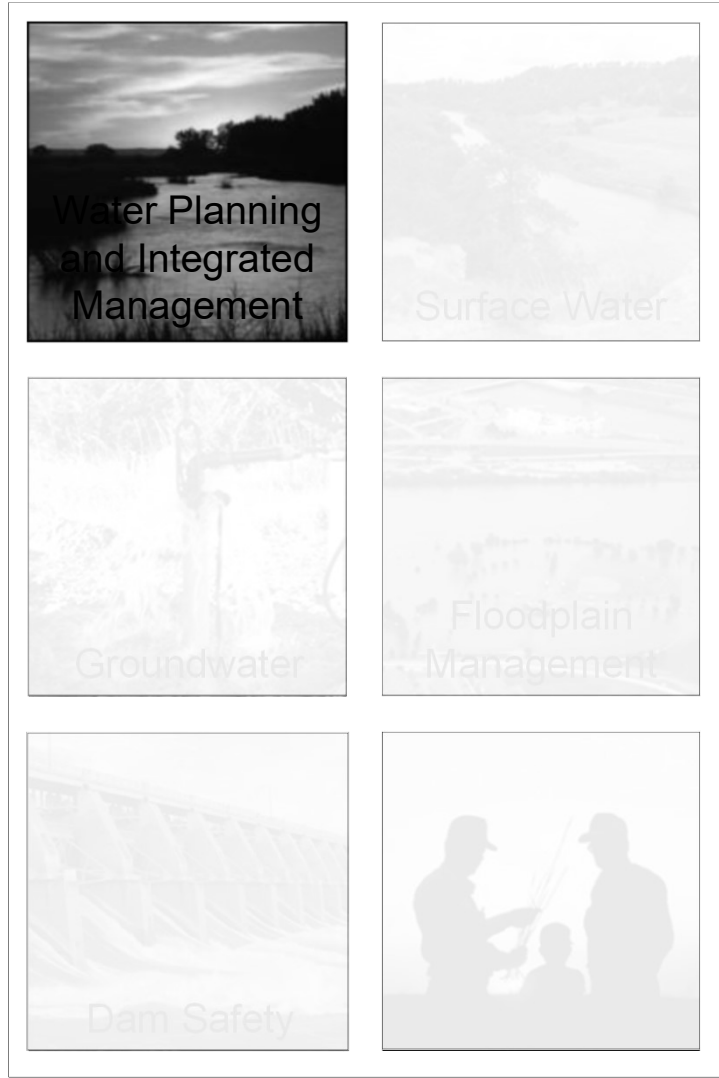 Water Planning
and Integrated
Management
Surface Water
Groundwater
Floodplain
Management
Dam Safety